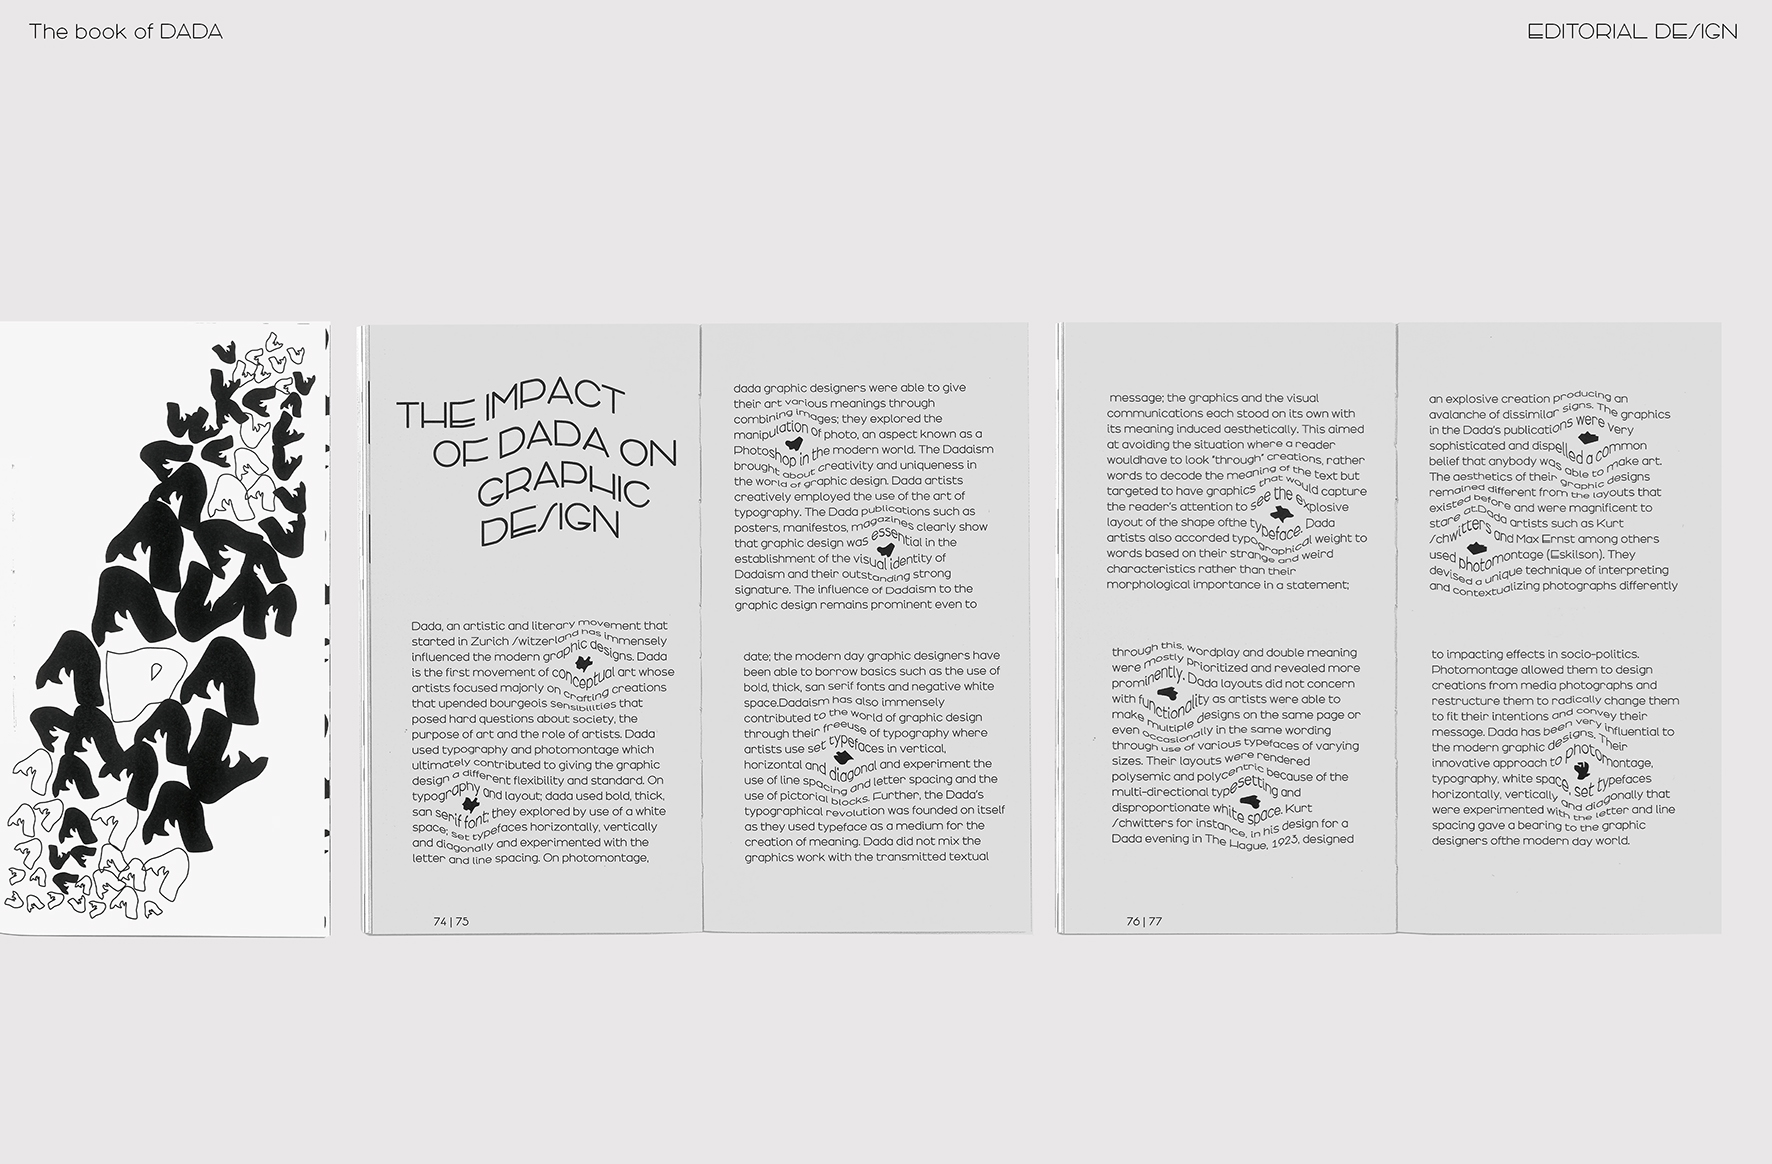 The book of DADA
EDITORIAL DESIGN
THE IMPACT
OF DADA ON
GRAPHIC
DESIGN
Dada, an artistic and literary movement that
started in Zurich /witzerland has immensely
influenced the modern graphic designs. Dada
is the first movement of conceptual art whose
artists focused majorly on crafting creations
that upended bourgeois sensibilities that
posed hard questions about society, the
purpose of art and the role of artists. Dada
used typography and photomontage which
ultimately contributed to giving the graphic
design a different flexibility and standard. On
typography and layout; dada used bold, thick,
san serif font; they explored by use of a white
space; set typefaces horizontally, vertically
and diagonally and experimented with the
letter and line spacing. On photomontage,
74 | 75
dada graphic designers were able to give
their art various meanings through
combining images; they explored the
manipulation of photo, an aspect known as a
Photoshop in the modern world. The Dadaism
brought about creativity and uniqueness in
the world of graphic design. Dada artists
creatively employed the use of the art of
typography. The Dada publications such as
posters, manifestos, magazines clearly show
that graphic design was essential in the
establishment of the visual identity of
Dadaism and their outstanding strong
signature. The influence of Dadaism to the
graphic design remains prominent even to
date; the modern day graphic designers have
been able to borrow basics such as the use of
bold, thick, san serif fonts and negative white
space.Dadaism has also immensely
contributed to the world of graphic design
through their freeuse of typography where
artists use set typefaces in vertical,
horizontal and diagonal and experiment the
use of line spacing and letter spacing and the
use of pictorial blocks. Further, the Dada's
typographical revolution was founded on itself
as they used typeface as a medium for the
creation of meaning. Dada did not mix the
graphics work with the transmitted textual
message; the graphics and the visual
communications each stood on its own with
its meaning induced aesthetically. This aimed
at avoiding the situation where a reader
wouldhave to look "through" creations, rather
words to decode the meaning of the text but
targeted to have graphics that would capture
the reader's attention to see the explosive
layout of the shape ofthe typeface. Dada
artists also accorded typographical weight to
words based on their strange and weird
characteristics rather than their
morphological importance in a statement;
through this, wordplay and double meaning
were mostly prioritized and revealed more
prominently. Dada layouts did not concern
with functionality as artists were able to
make multiple designs on the same page or
even occasionally in the same wording
through use of various typefaces of varying
sizes. Their layouts were rendered
polysemic and polycentric because of the
multi-directional typesetting and
disproportionate white space. Kurt
/chwitters for instance, in his design for a
Dada evening in The Hague, 1923, designed
76 | 77
an explosive creation producing an
avalanche of dissimilar signs. The graphics
in the Dada's publications were very
sophisticated and dispelled a common
belief that anybody was able to make art.
The aesthetics of their graphic designs
remained different from the layouts that
existed before and were magnificent to
stare at.Dada artists such as Kurt
/chwitters and Max Ernst among others
used photomontage (Eskilson). They
devised a unique technique of interpreting
and contextualizing photographs differently
to impacting effects in socio-politics.
Photomontage allowed them to design
creations from media photographs and
restructure them to radically change them
to fit their intentions and convey their
message. Dada has been very influential to
the modern graphic designs. Their
innovative approach to photomontage,
typography, white space, set typefaces
horizontally, vertically and diagonally that
were experimented with the letter and line
spacing gave a bearing to the graphic
designers ofthe modern day world.